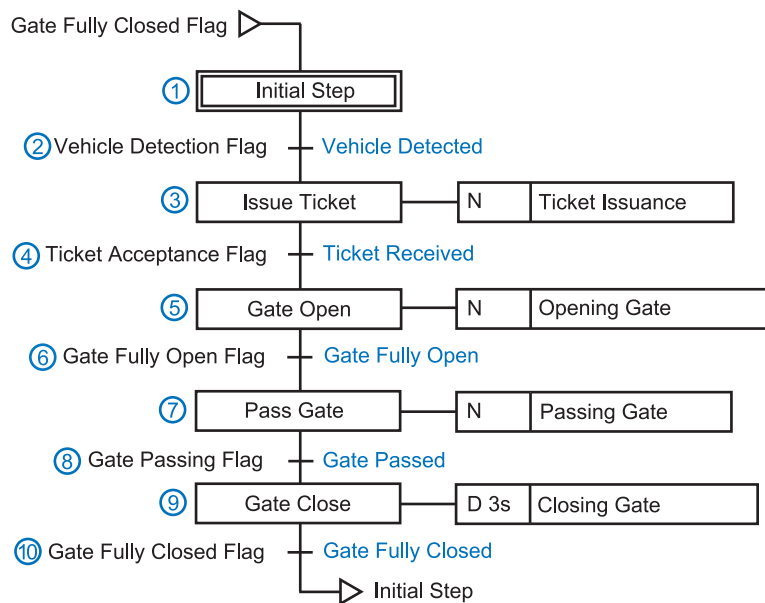 Gate Fully Closed Flag
1 Initial Step
2 Vehicle Detection Flag Vehicle Detected
3 Issue Ticket N Ticket Issuance
4 Ticket Acceptance Flag Ticket Received
5 Gate Open N Opening Gate
6 Gate Fully Open Flag Gate Fully Open
7 Pass Gate N Passing Gate
8 Gate Passing Flag Gate Passed
9 Gate Close D 3s Closing Gate
10 Gate Fully Closed Flag Gate Fully Closed
Initial Step